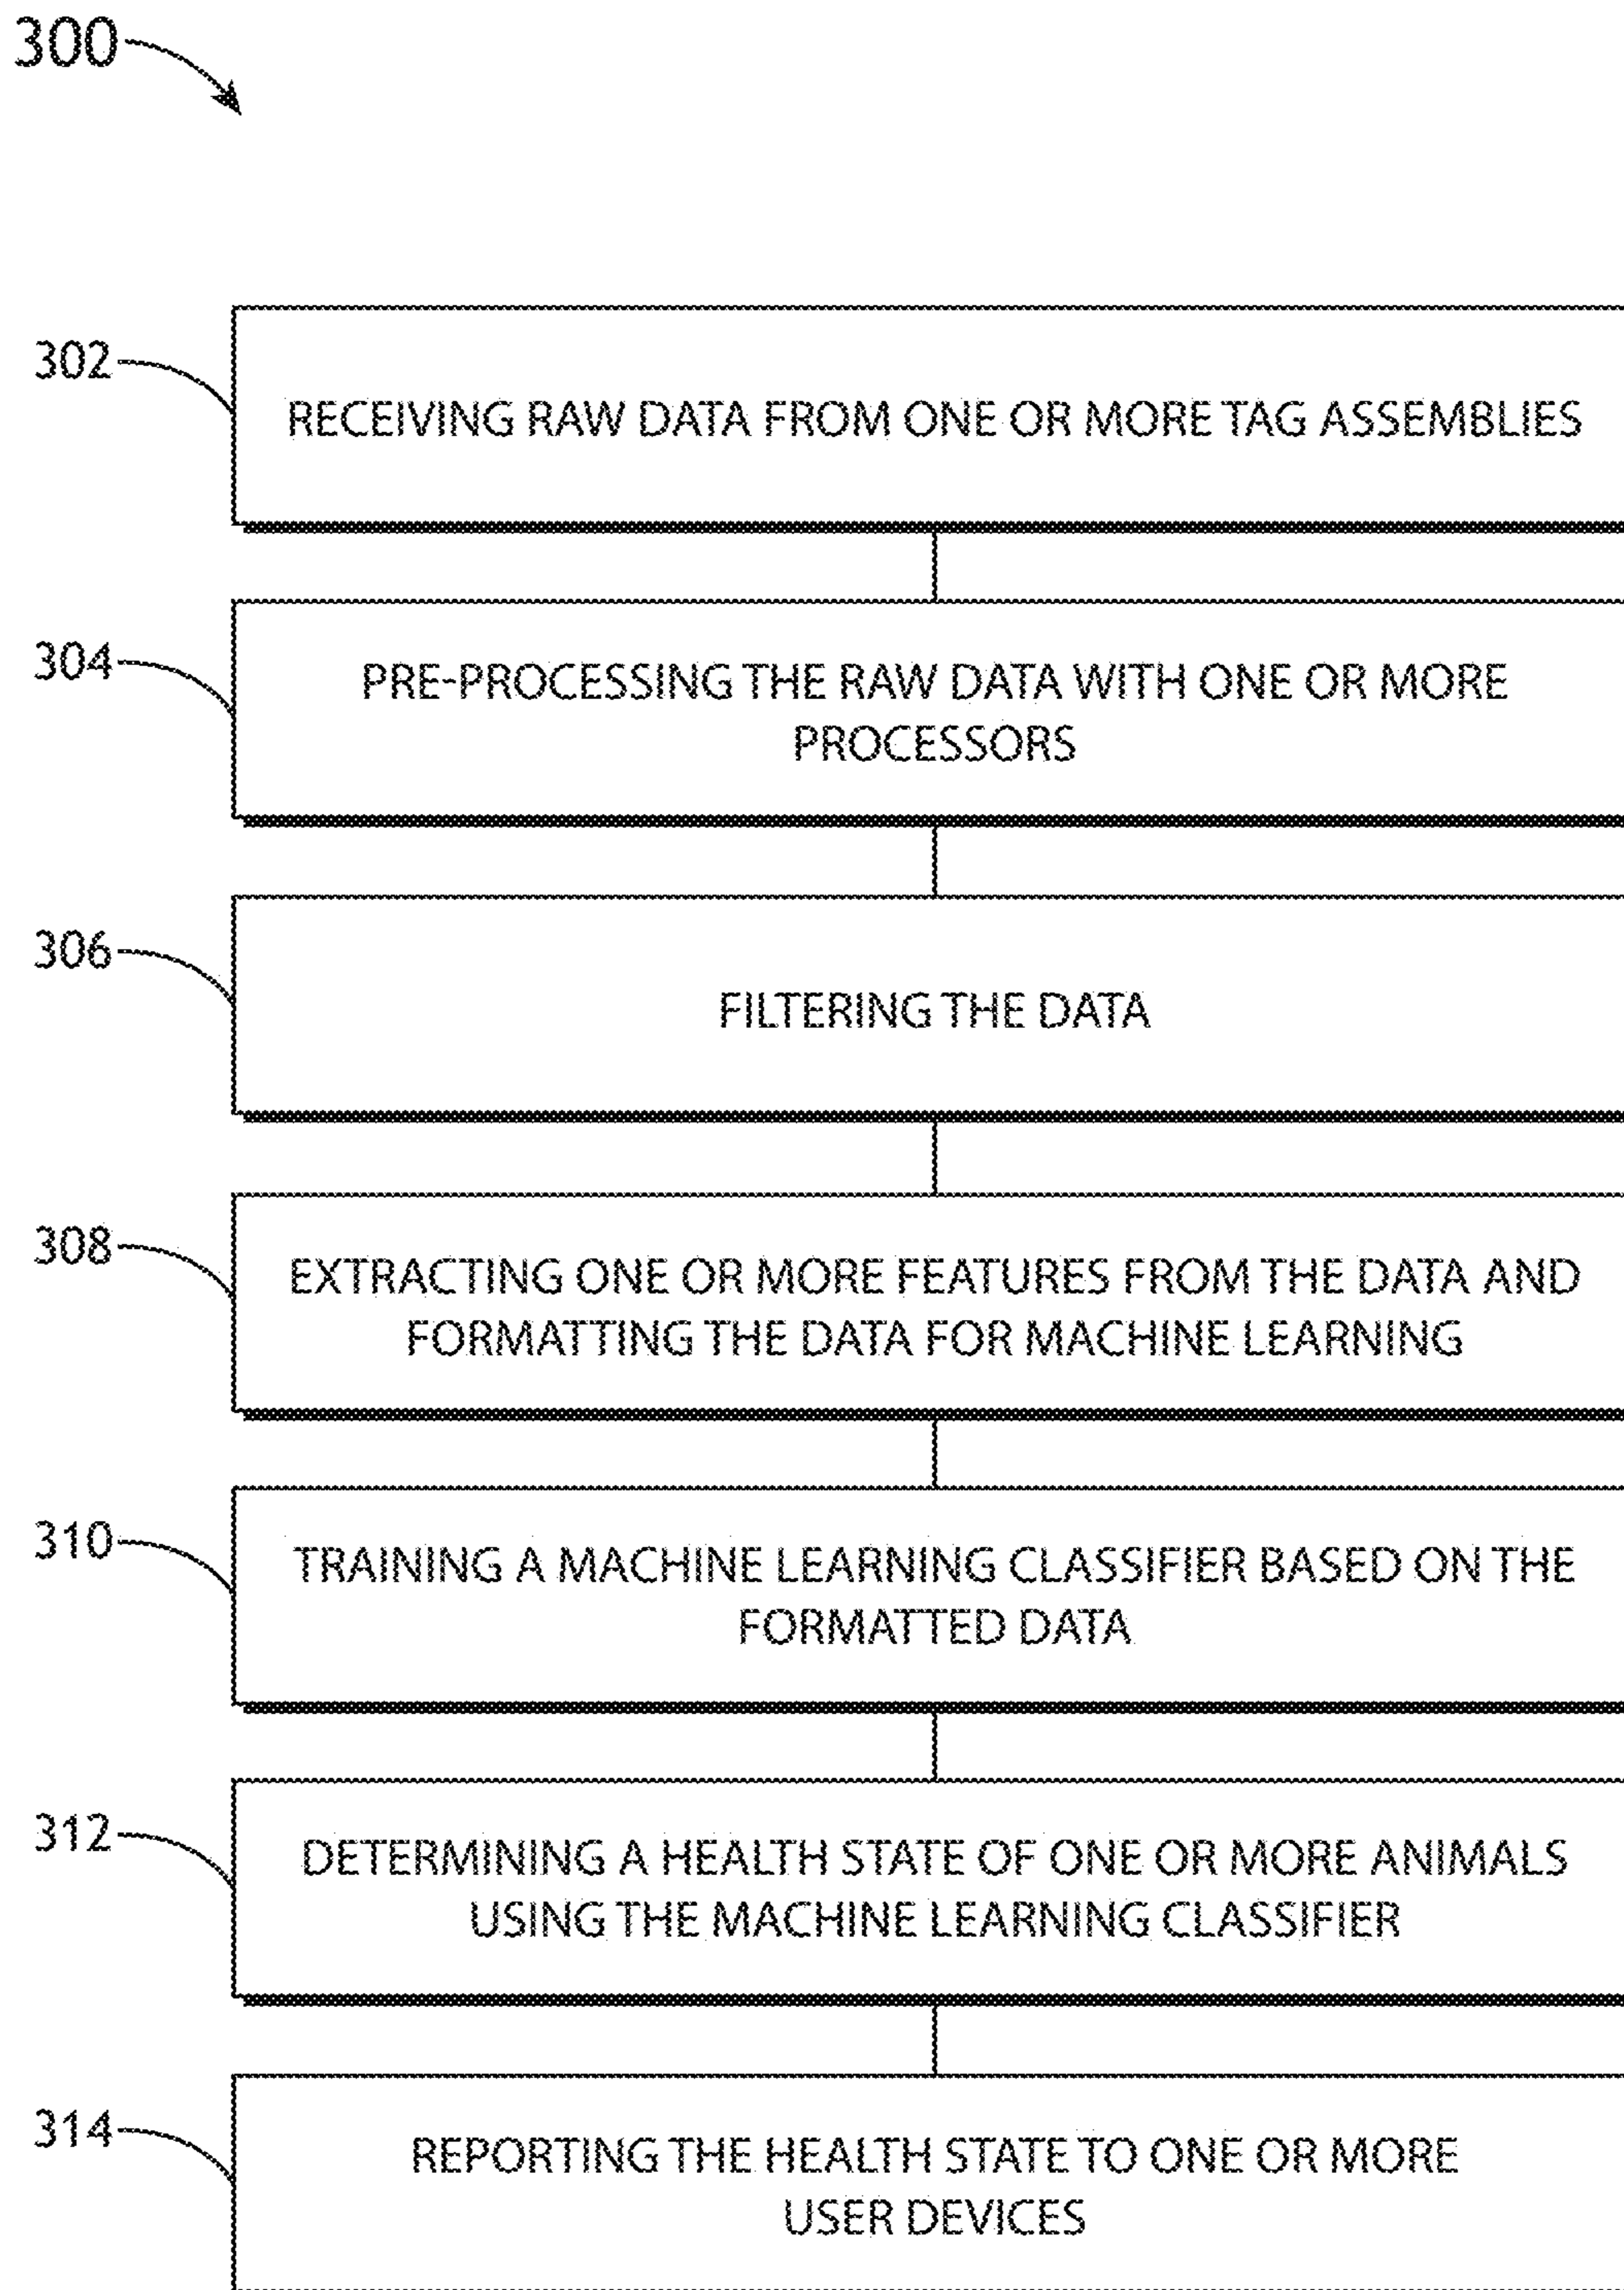 300
302
RECEIVING RAW DATA FROM ONE OR MORE TAG ASSEMBLIES
304
PRE-PROCESSING THE RAW DATA WITH ONE OR MORE
PROCESSORS
306
FILTERING THE DATA
308
EXTRACTING ONE OR MORE FEATURES FROM THE DATA AND
FORMATTING THE DATA FOR MACHINE LEARNING
310
TRAINING A MACHINE LEARNING CLASSIFIER BASED ON THE
FORMATTED DATA
312
DETERMINING A HEALTH STATE OF ONE OR MORE ANIMALS
USING THE MACHINE LEARNING CLASSIFIER
314
REPORTING THE HEALTH STATE TO ONE OR MORE
USER DEVICES